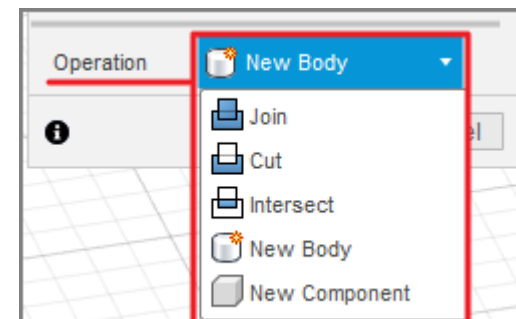 Operation New Body
Join
Cut
Intersect
New Body
New Component